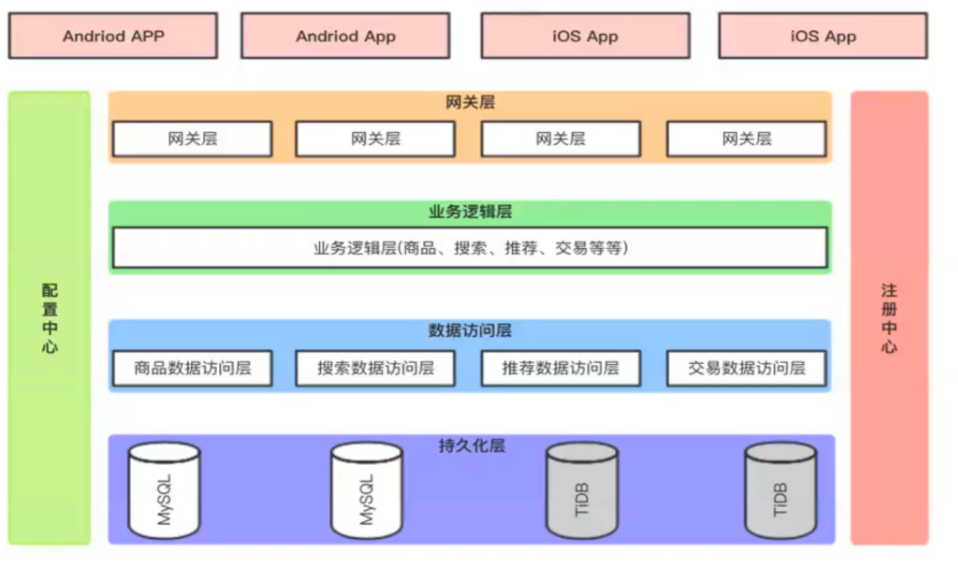 Andriod APP
Andriod App
iOS App
iOS App
配置中心
网关层
网关层
网关层
网关层
网关层
业务逻辑层
业务逻辑层(商品、搜索、推荐、交易等等)
数据访问层
商品数据访问层
搜索数据访问层
推荐数据访问层
交易数据访问层
持久化层
MySQL
MySQL
TiDB
TiDB
注册中心